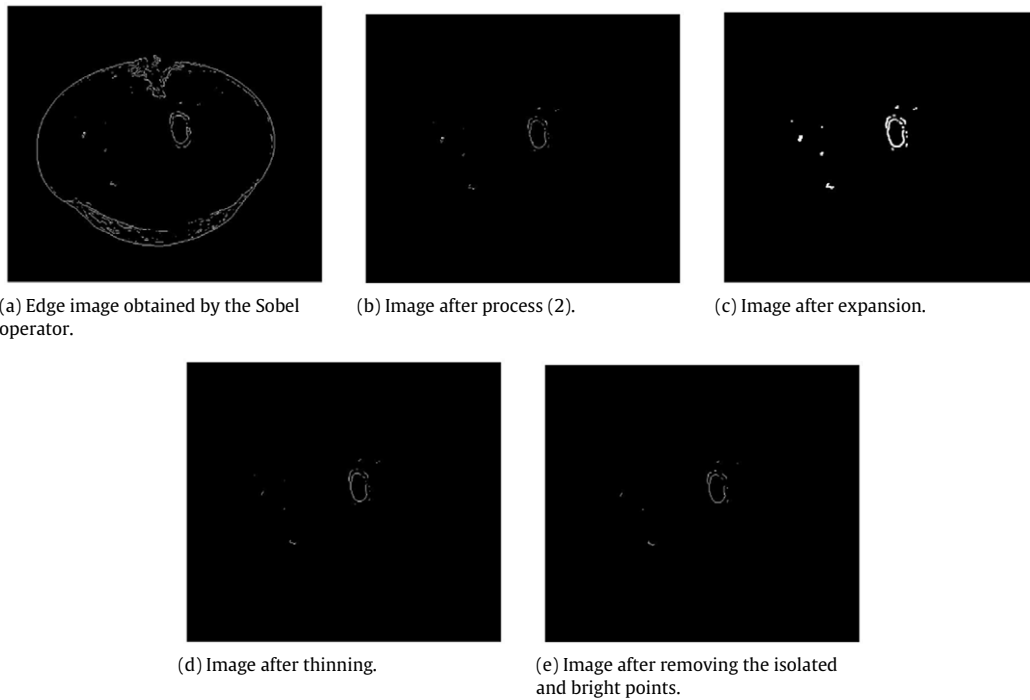 (a) Edge image obtained by the Sobel
operator.
(b) Image after process (2).
(c) Image after expansion.
(d) Image after thinning.
(e) Image after removing the isolated
and bright points.